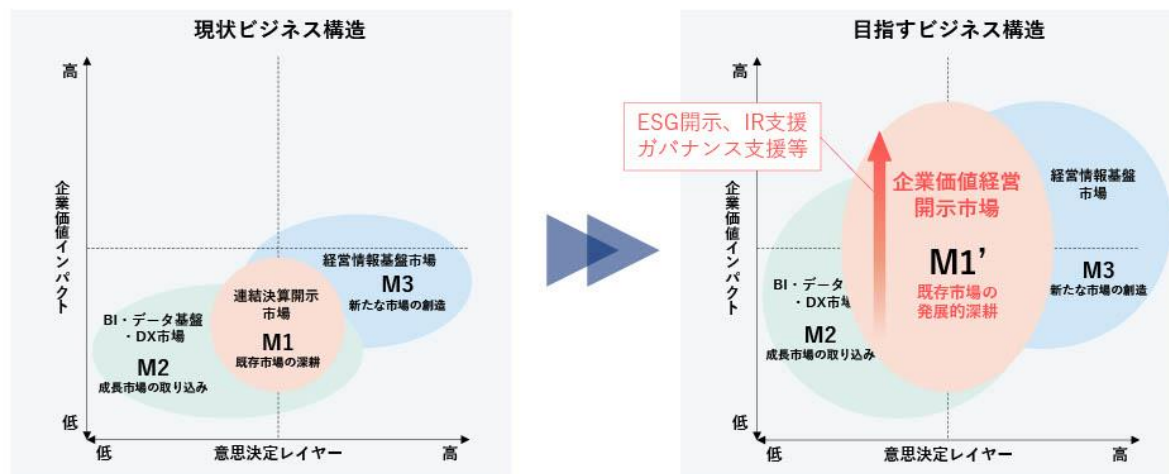 現状ビジネス構造
高
企業価値インパクト
経営情報基盤市場
M3
新たな市場の創造
連結決算開示
市場
M1
既存市場の深耕
BI・データ基盤
・DX市場
M2
成長市場の取り込み
低
低
意思決定レイヤー
高
目指すビジネス構造
高
ESG開示、IR支援
ガバナンス支援等
企業価値インパクト
企業価値経営
開示市場
M1’
既存市場の
発展的深耕
経営情報基盤
市場
M3
新たな市場の創造
BI・データ
・DX市場
M2
成長市場の取り込み
低
低
意思決定レイヤー
高